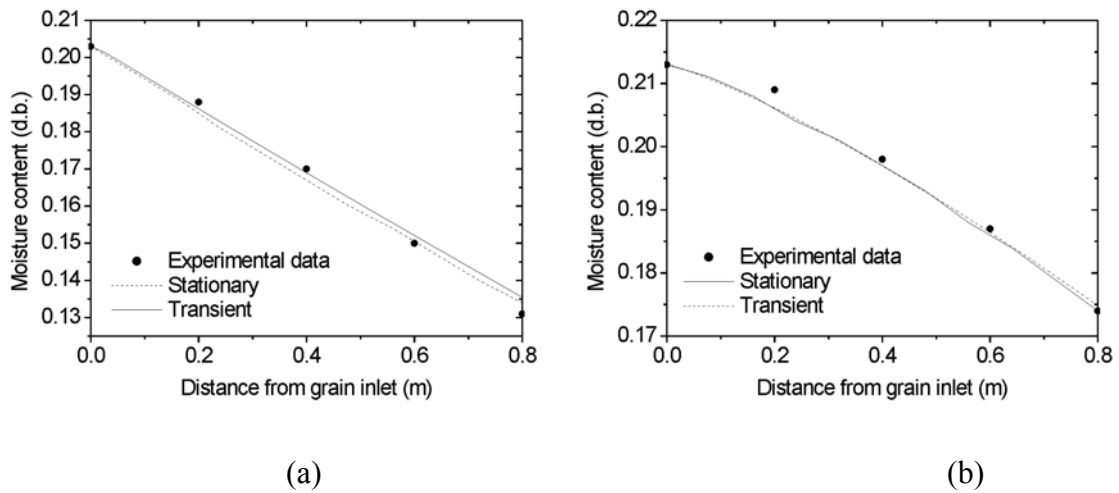 0.21
0.20
0.19
0.18
0.17
0.16
0.15
0.14
0.13
Moisture content (d.b.)
Experimental data
Stationary
Transient
0.0 0.2 0.4 0.6 0.8
Distance from grain inlet (m)
(a)
0.22
0.21
0.20
0.19
0.18
0.17
Moisture content (d.b.)
Experimental data
Stationary
Transient
0.0 0.2 0.4 0.6 0.8
Distance from grain inlet (m)
(b)